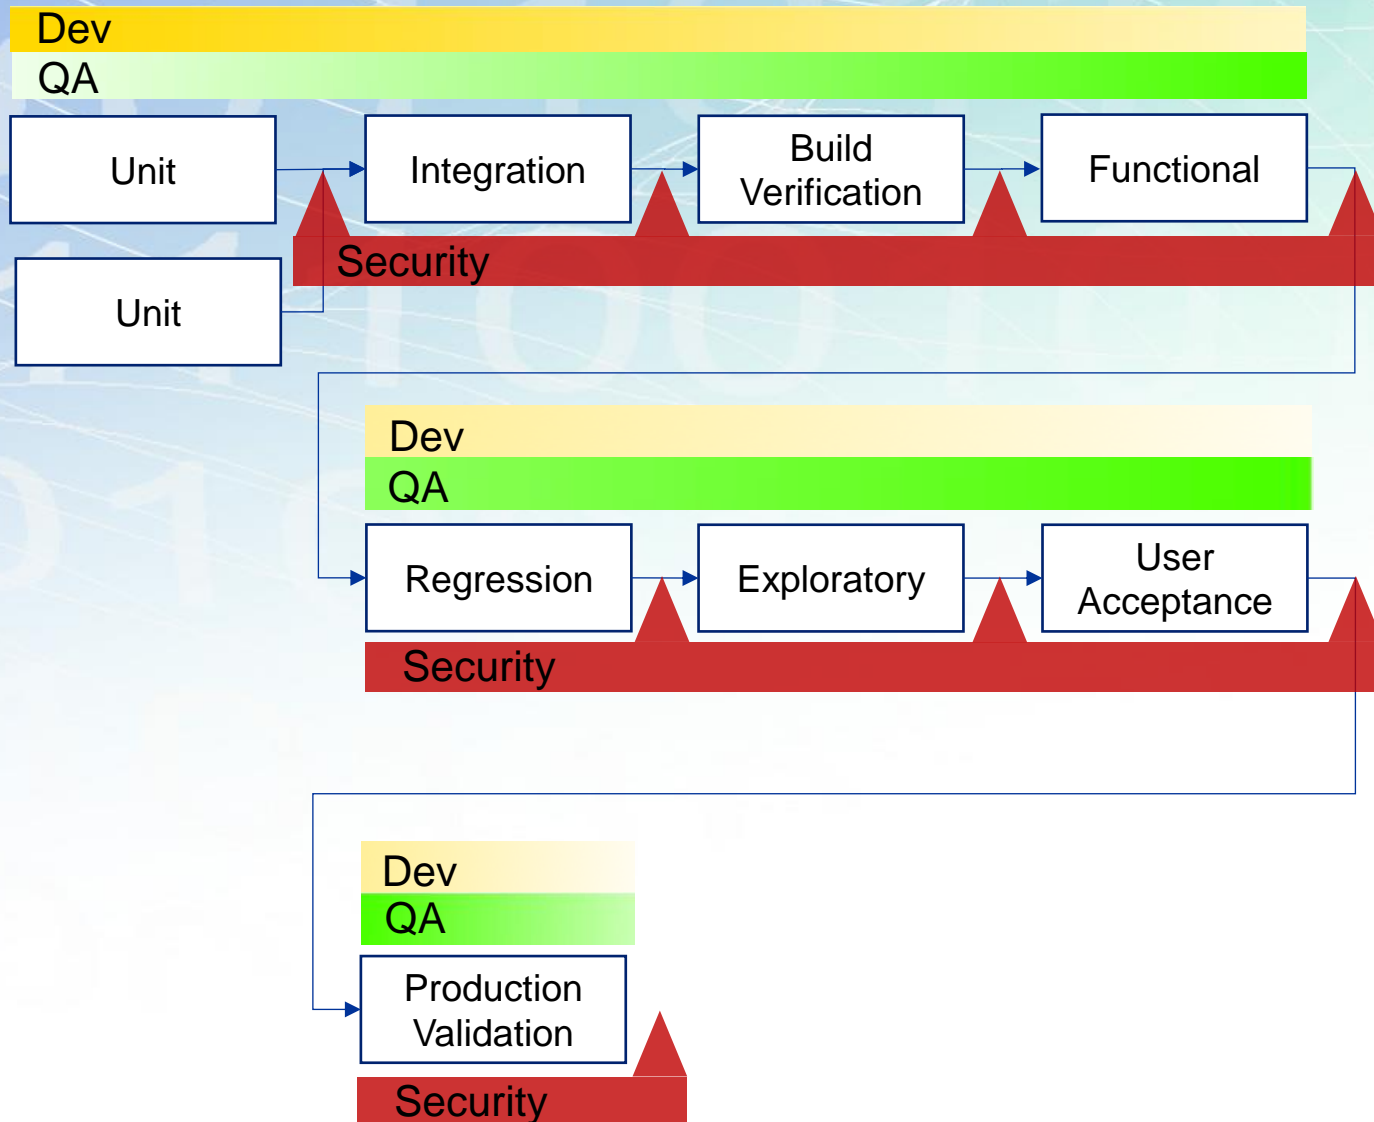 Dev
QA
Unit
Integration
Build
Verification
Functional
Security
Unit
Dev
QA
Regression
Exploratory
User
Acceptance
Security
Dev
QA
Production
Validation
Security